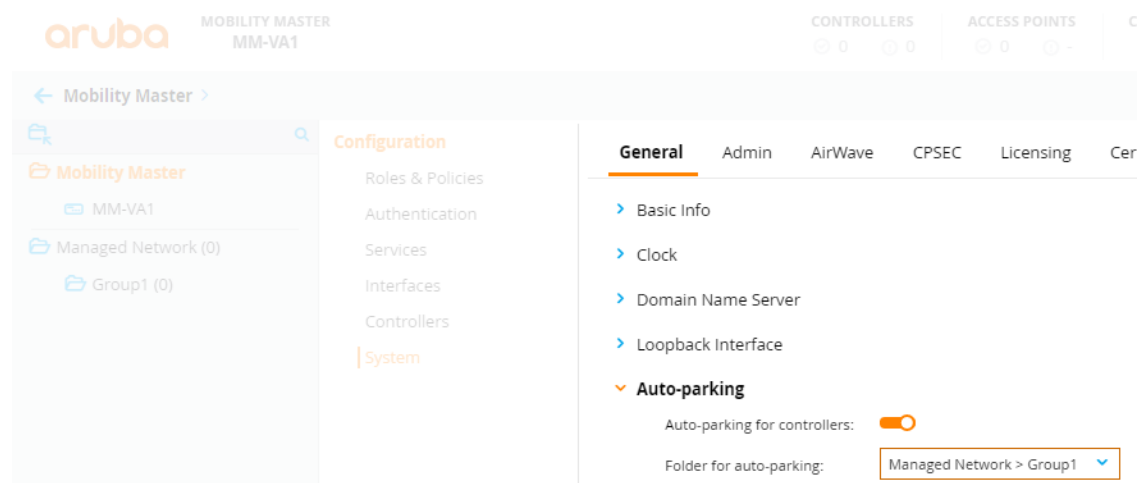 aruba
MOBILITY MASTER
MM-VA1
CONTROLLERS
0 0
ACCESS POINTS
0 -
C
Mobility Master >
Mobility Master
MM-VA1
Managed Network (0)
Group1 (0)
Configuration
Roles & Policies
Authentication
Services
Interfaces
Controllers
System
General Admin AirWave CPSEC Licensing Cer
Basic Info
Clock
Domain Name Server
Loopback Interface
Auto-parking
Auto-parking for controllers:
Folder for auto-parking: Managed Network > Group1